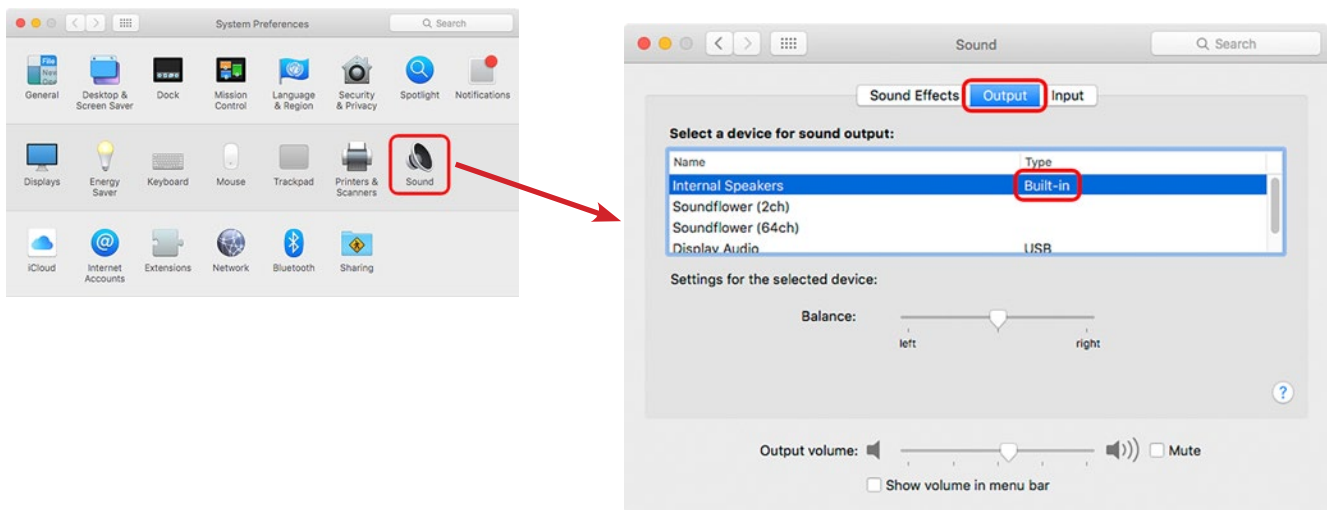 System Preferences
Search
File
New
General
Desktop &
Screen Saver
Dock
Mission
Control
Language
& Region
Security
& Privacy
Spotlight
Notifications
Displays
Energy
Saver
Keyboard
Mouse
Trackpad
Printers &
Scanners
Sound
iCloud
Internet
Accounts
Extensions
Network
Bluetooth
Sharing
Sound
Search
Sound Effects Output Input
Select a device for sound output:
Name Type
Internal Speakers Built-in
Soundflower (2ch)
Soundflower (64ch)
Display Audio USB
Settings for the selected device:
Balance:
left right
?
Output volume: Mute
Show volume in menu bar